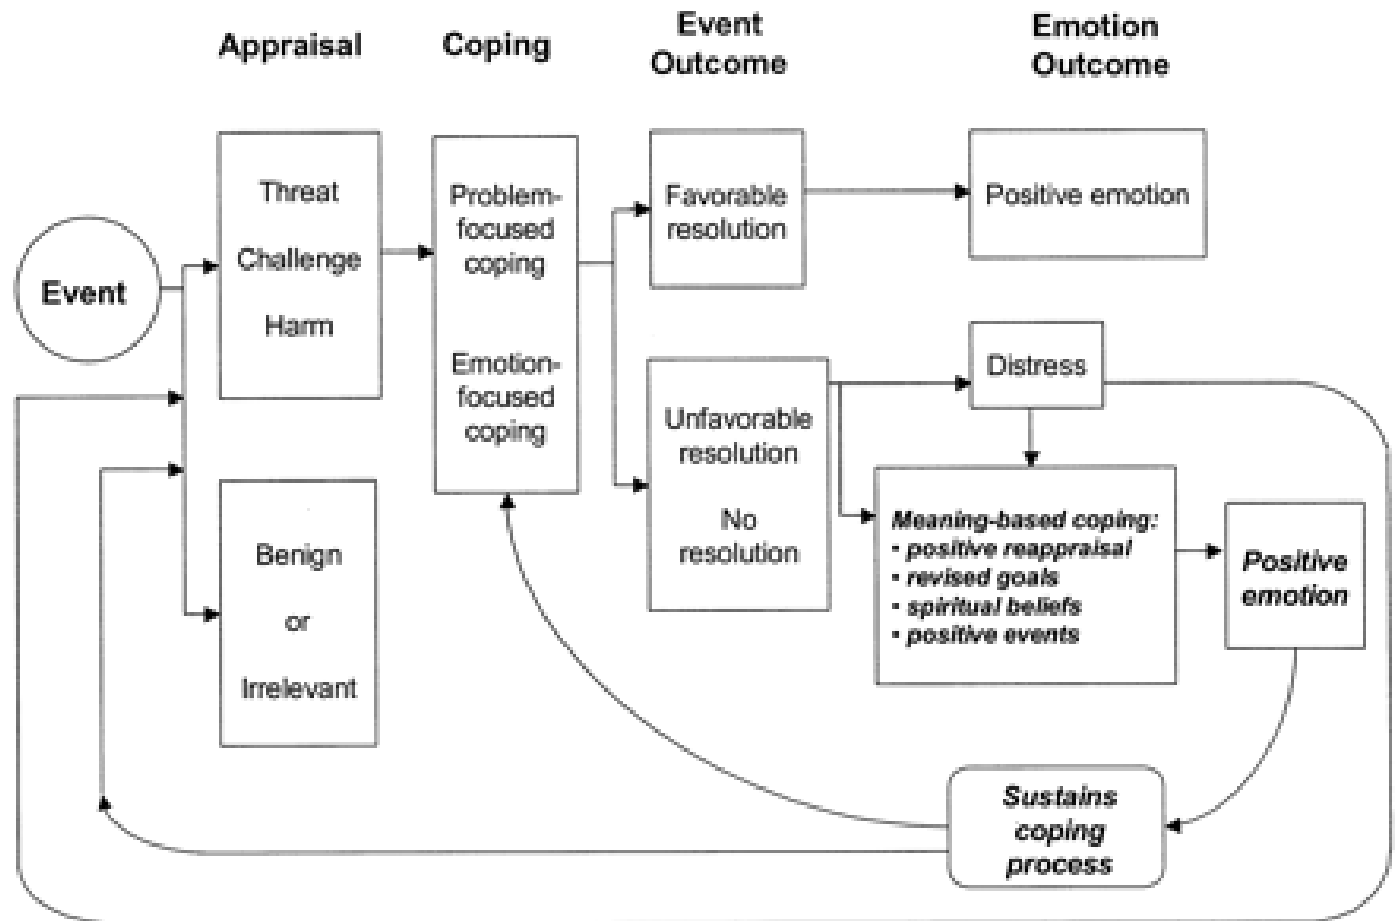 Appraisal
Coping
Event
Outcome
Emotion
Outcome
Event
Threat
Challenge
Harm
Benign
or
Irrelevant
Problem-
focused
coping
Emotion-
focused
coping
Favorable
resolution
Unfavorable
resolution
No
resolution
Positive emotion
Distress
Meaning-based coping:
• positive reappraisal
• revised goals
• spiritual beliefs
• positive events
Positive
emotion
Sustains
coping
process